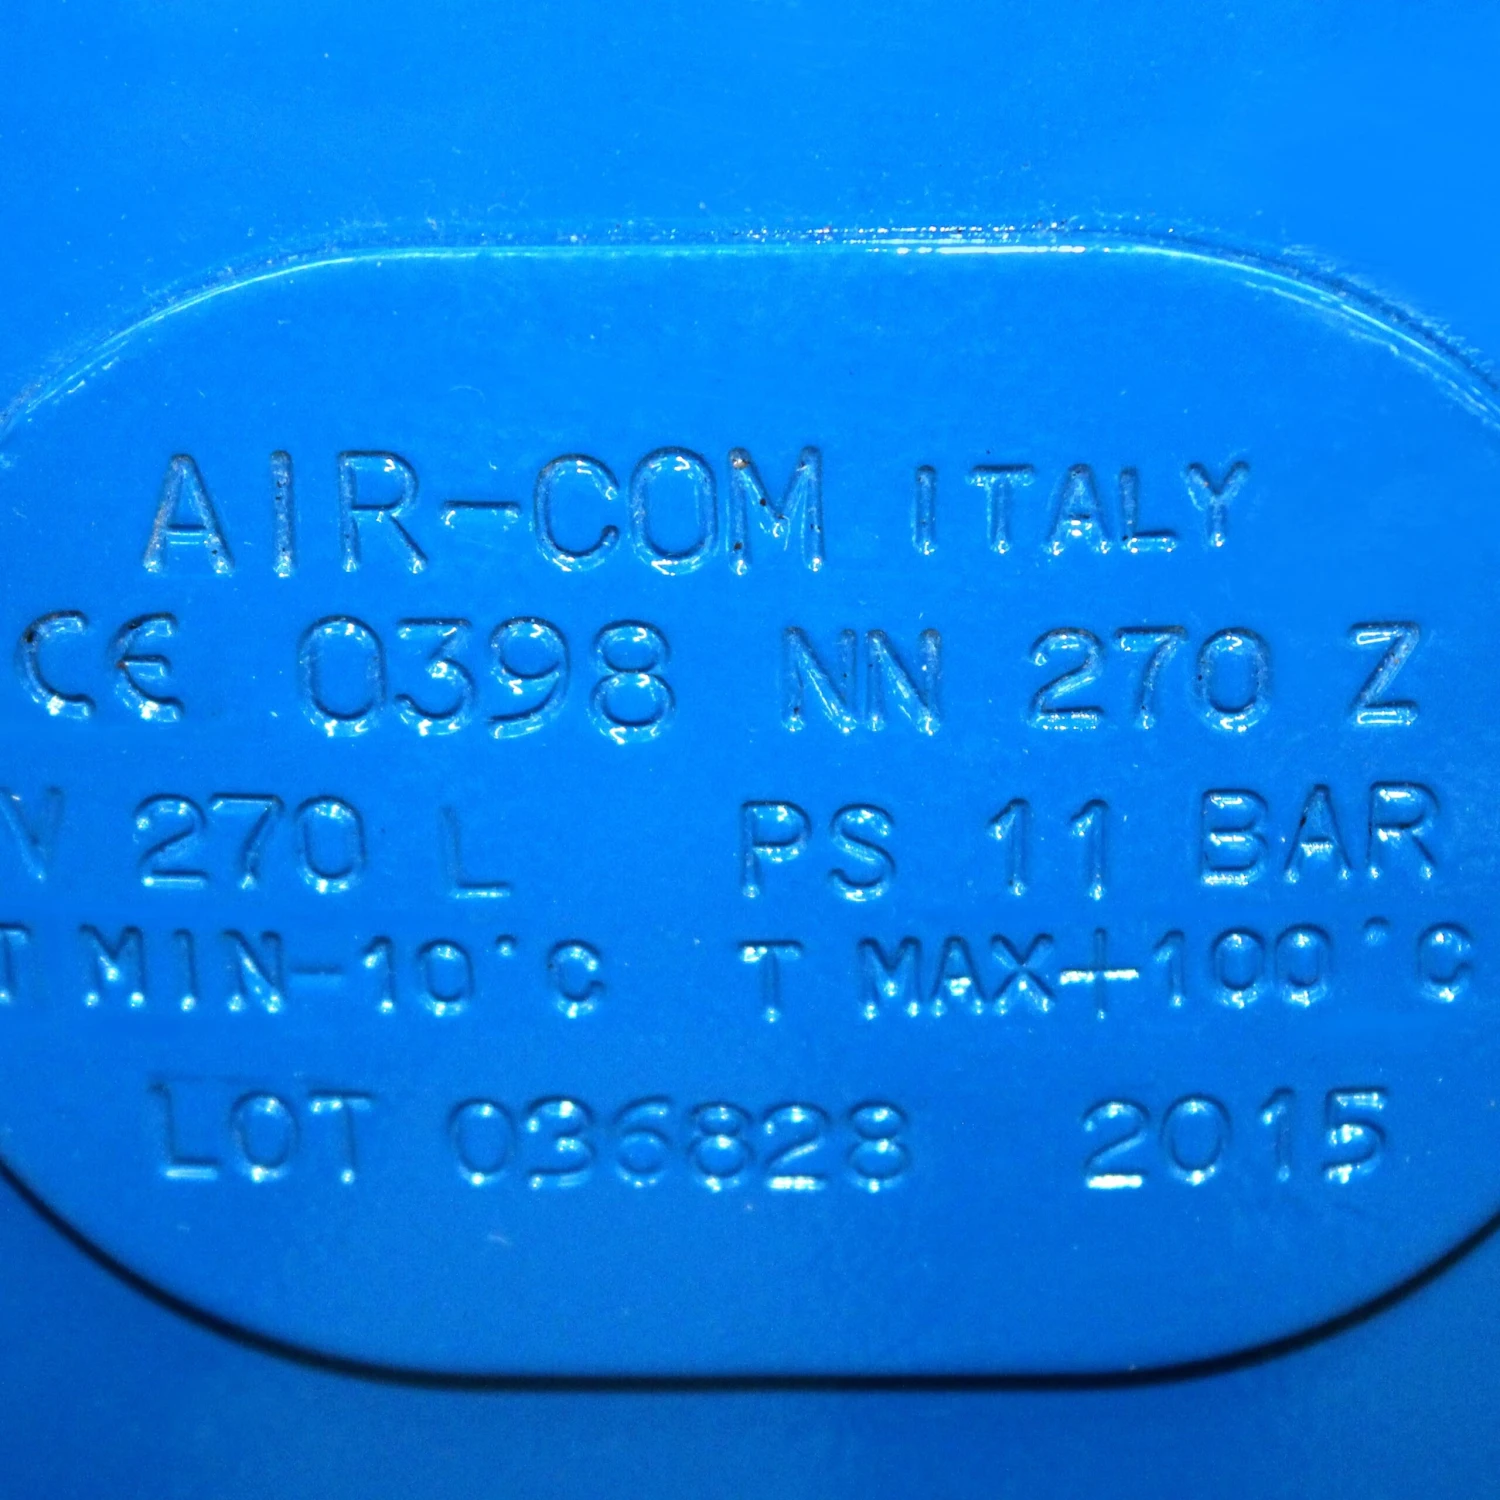 AIR-COM ITALY
CE 0398 NN 270 Z
V 270 L PS 11 BAR
T MIN-10°C T MAX+100°C
LOT 036828 2015